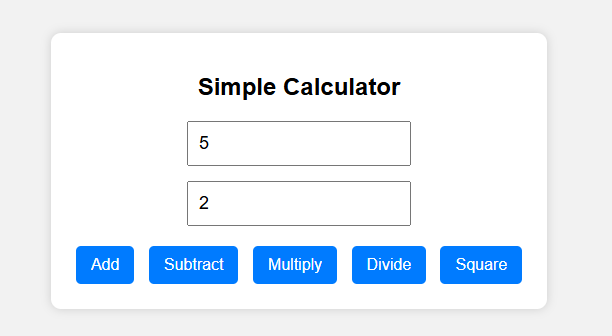 Simple Calculator
5
2
Add Subtract Multiply Divide Square